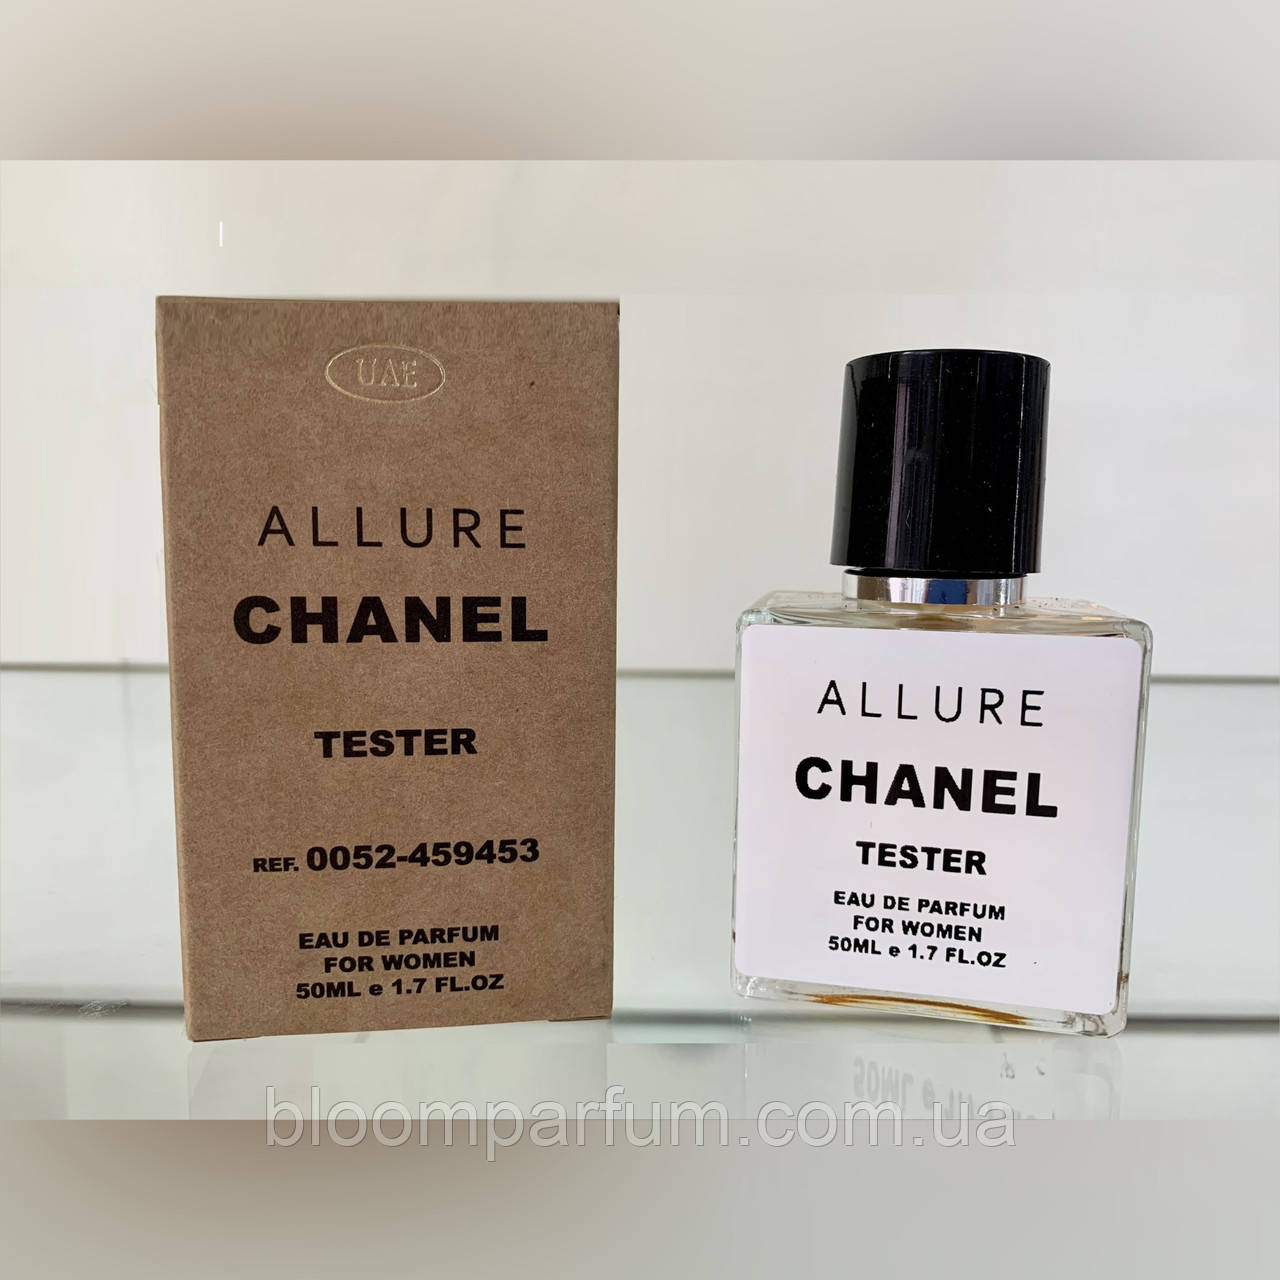 UAE
ALLURE
CHANEL
TESTER
REF. 0052-459453
EAU DE PARFUM
FOR WOMEN
50ML e 1.7 FL.OZ
ALLURE
CHANEL
TESTER
EAU DE PARFUM
FOR WOMEN
50ML e 1.7 FL.OZ
bloomparfum.com.ua